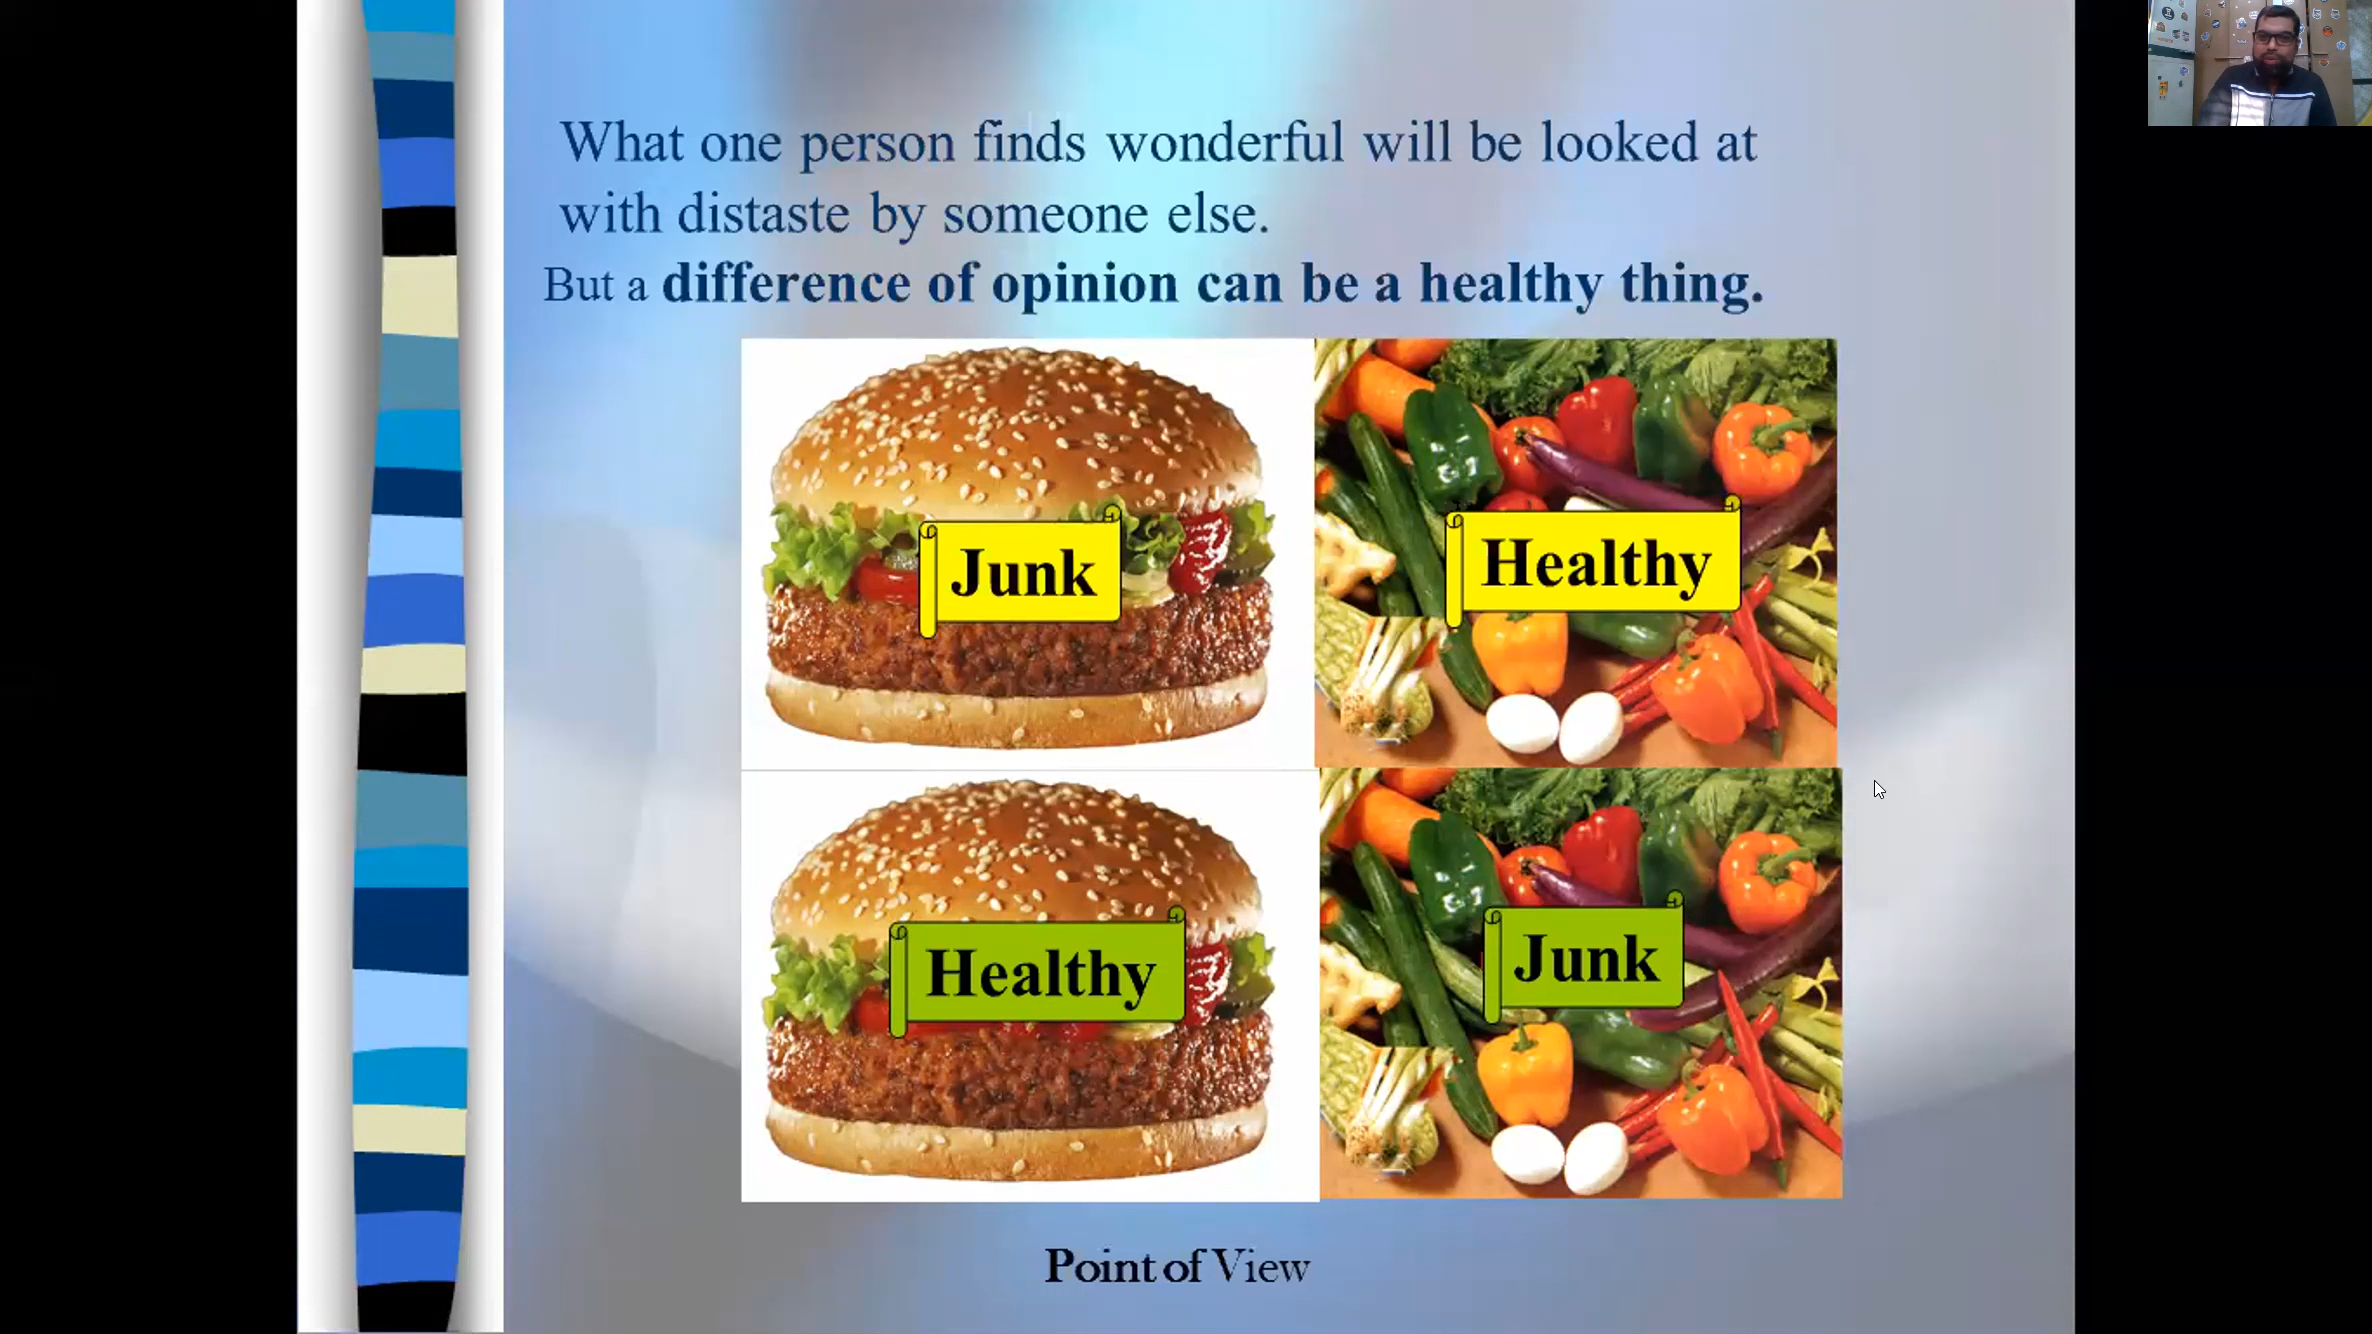 What one person finds wonderful will be looked at
with distaste by someone else.
But a difference of opinion can be a healthy thing.
Junk
Healthy
Healthy
Junk
Point of View